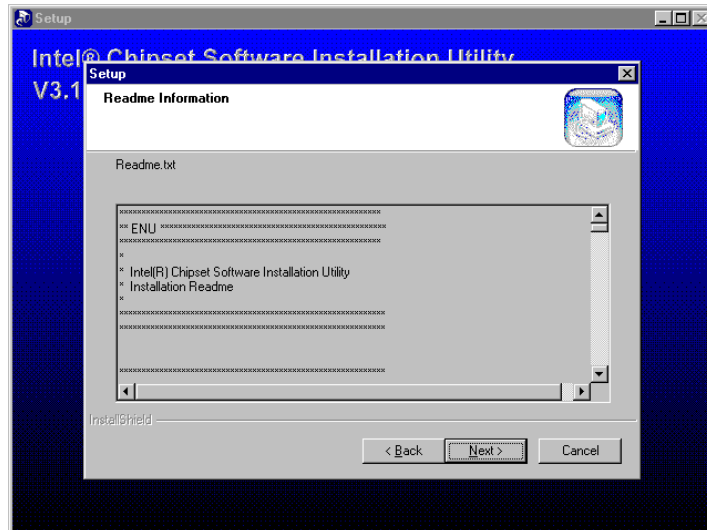 Setup
Intel® Chipset Software Installation Utility
V3.1
Setup
Readme Information
Readme.txt
***********************************************************
** ENU ***************************************************
***********************************************************
*
* Intel(R) Chipset Software Installation Utility
* Installation Readme
*
************************************************************
************************************************************
************************************************************
InstallShield
< Back
Next >
Cancel